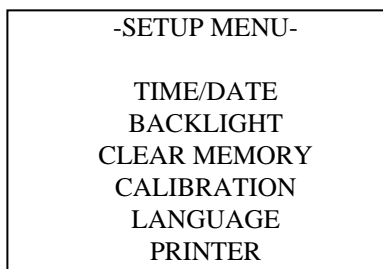 -SETUP MENU-
TIME/DATE
BACKLIGHT
CLEAR MEMORY
CALIBRATION
LANGUAGE
PRINTER